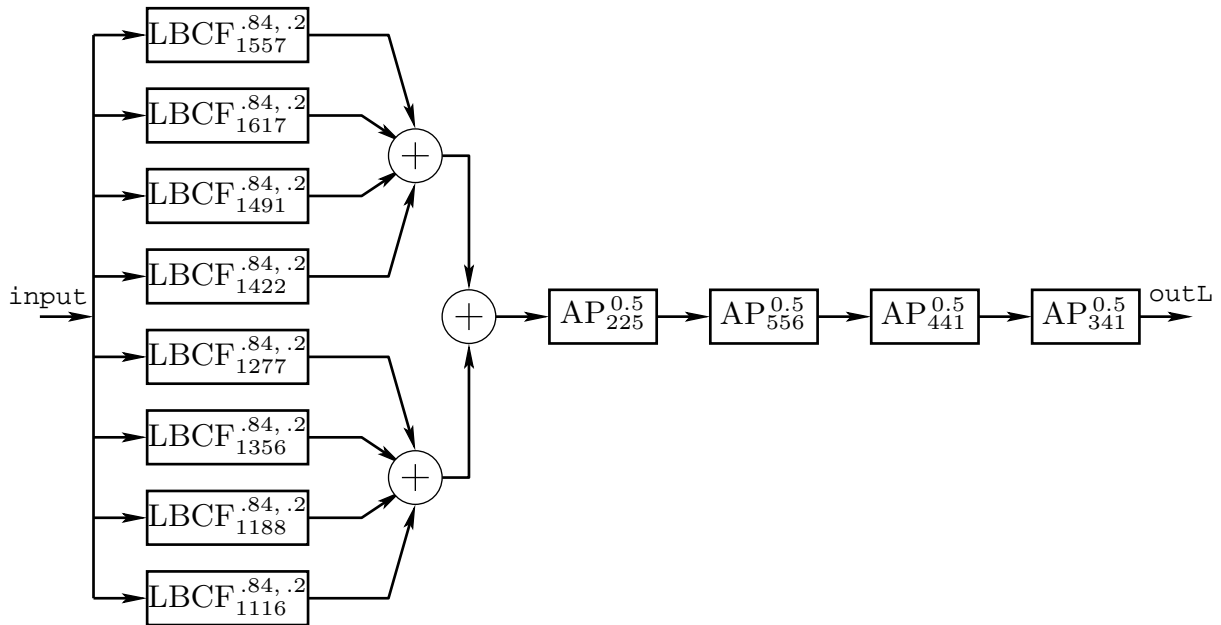 LBCF.84, .2 1557
LBCF.84, .2 1617
LBCF.84, .2 1491
LBCF.84, .2 1422
input
LBCF.84, .2 1277
LBCF.84, .2 1356
LBCF.84, .2 1188
LBCF.84, .2 1116
+
+
+
AP0.5 225
AP0.5 556
AP0.5 441
AP0.5 341
outL